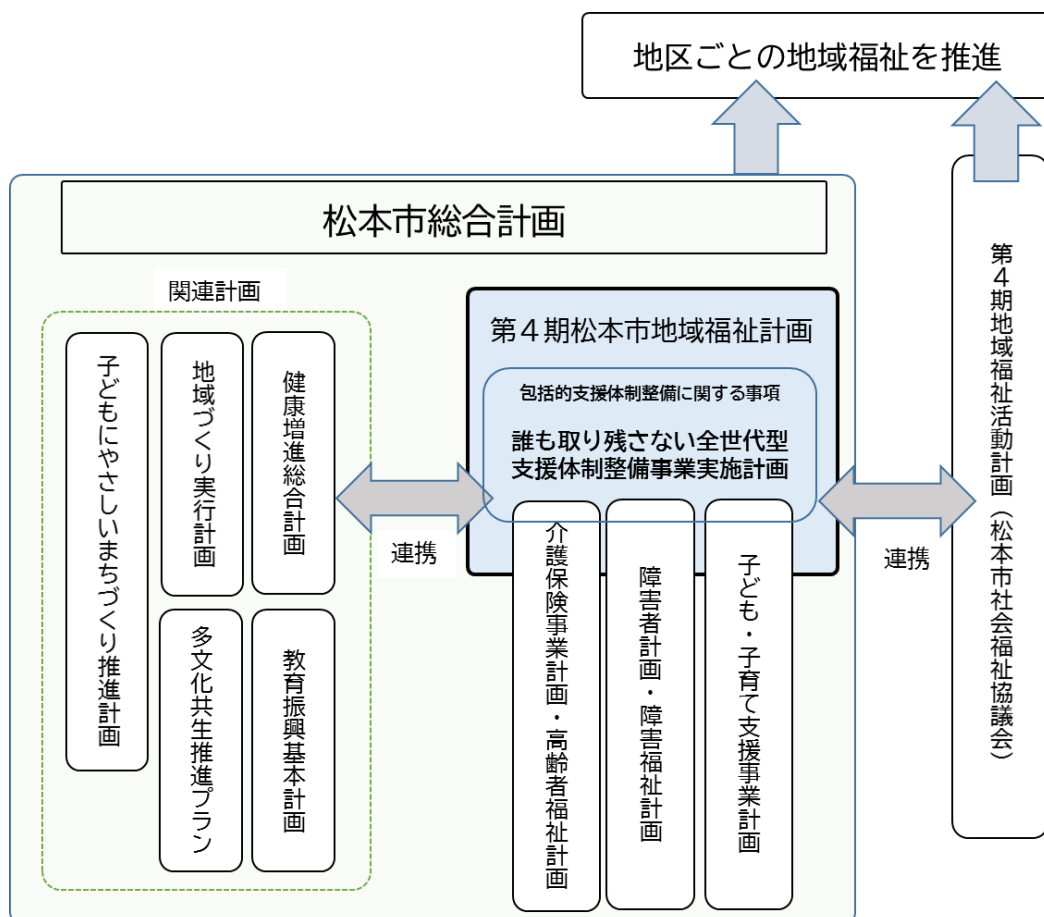 地区ごとの地域福祉を推進
松本市総合計画
関連計画
子どもにやさしいまちづくり推進計画
地域づくり実行計画
健康増進総合計画
多文化共生推進プラン
教育振興基本計画
連携
第４期松本市地域福祉計画
包括的支援体制整備に関する事項
誰も取り残さない全世代型
支援体制整備事業実施計画
介護保険事業計画・高齢者福祉計画
障害者計画・障害福祉計画
子ども・子育て支援事業計画
連携
第４期地域福祉活動計画（松本市社会福祉協議会）